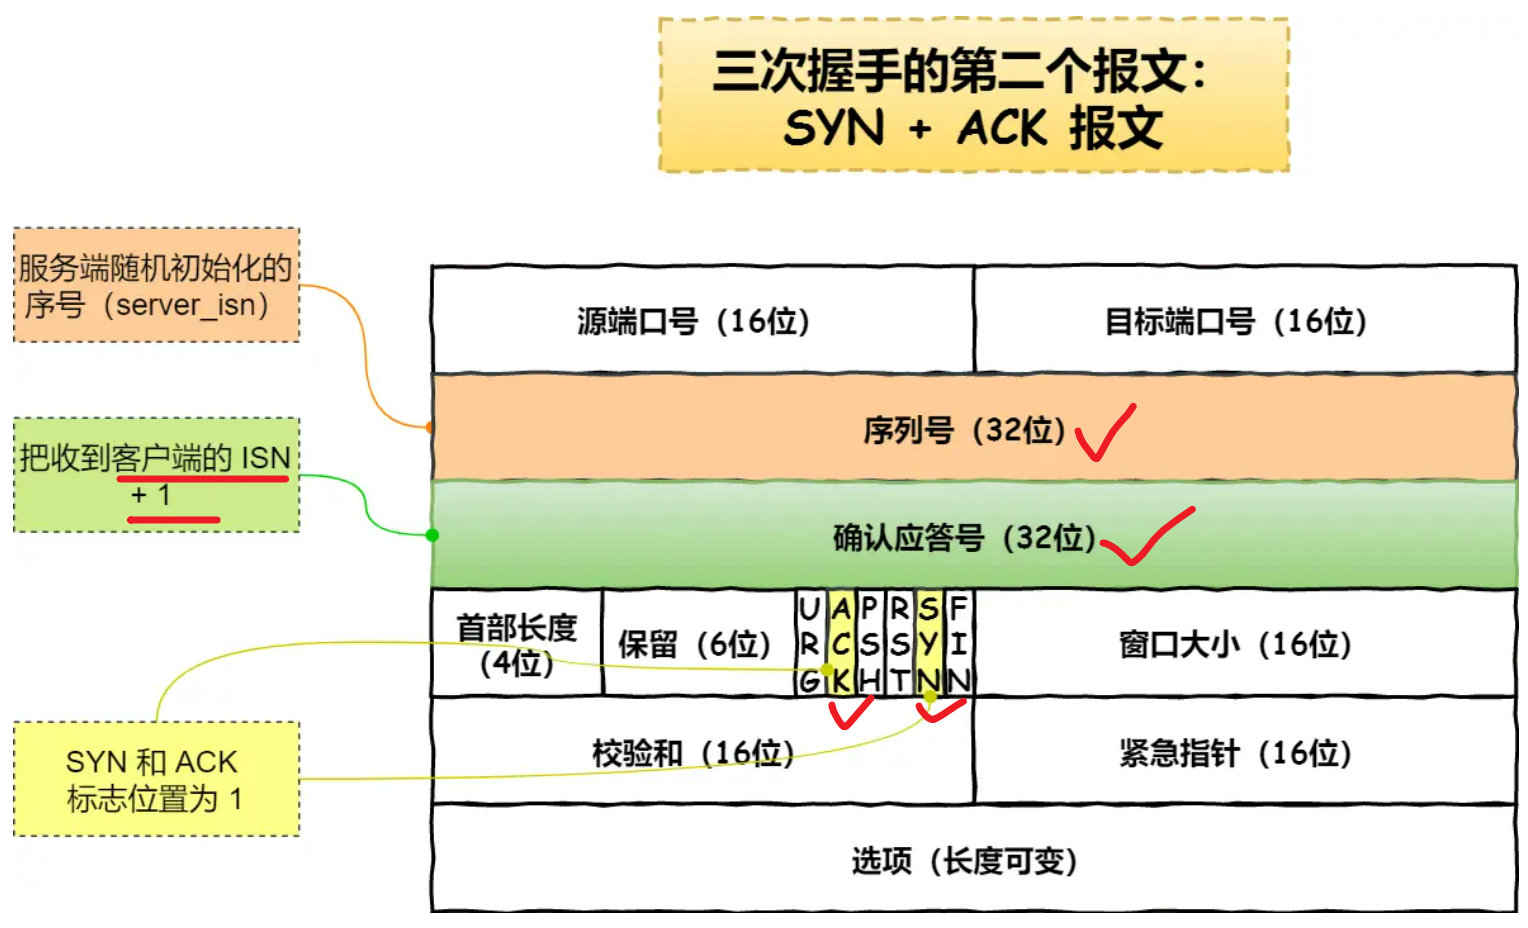 三次握手的第二个报文：
SYN + ACK 报文
服务端随机初始化的
序号（server_isn）
源端口号（16位）
目标端口号（16位）
序列号（32位）
把收到客户端的 ISN
+ 1
确认应答号（32位）
首部长度
（4位）
保留（6位）
URG
ACK
PSH
RST
SYN
FIN
窗口大小（16位）
SYN 和 ACK
标志位置为 1
校验和（16位）
紧急指针（16位）
选项（长度可变）